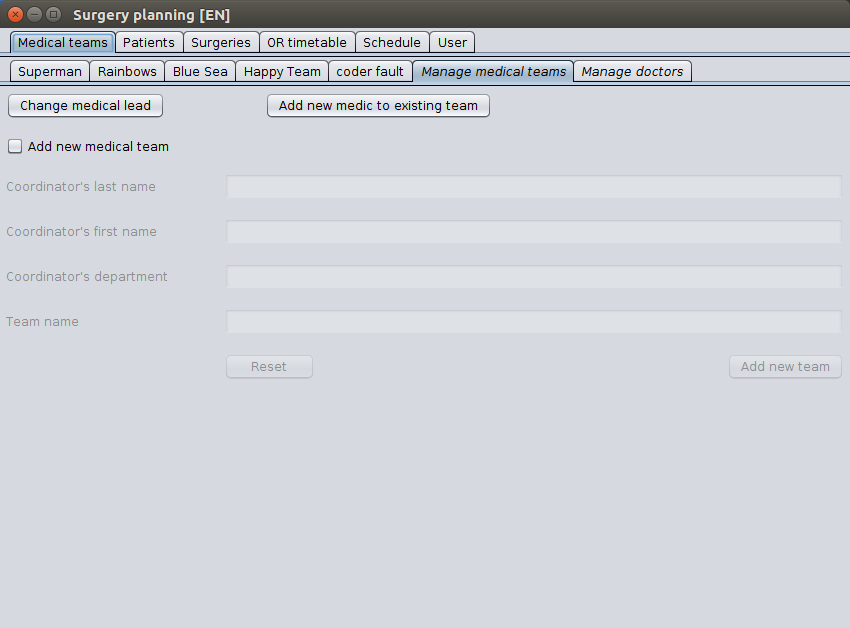 Surgery planning [EN]
Medical teams Patients Surgeries OR timetable Schedule User
Superman Rainbows Blue Sea Happy Team coder fault Manage medical teams Manage doctors
Change medical lead Add new medic to existing team
Add new medical team
Coordinator's last name
Coordinator's first name
Coordinator's department
Team name
Reset Add new team